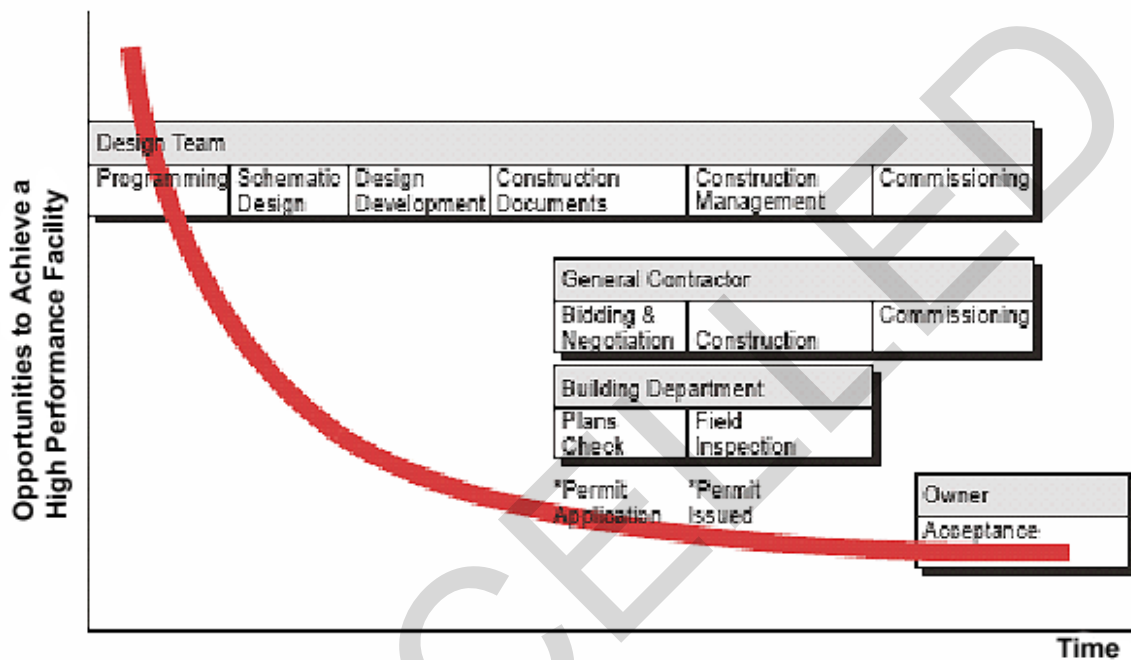 Opportunities to Achieve a
High Performance Facility
Design Team
Programming
Schematic
Design
Design
Development
Construction
Documents
Construction
Management
Commissioning
General Contractor
Bidding &
Negotiation
Construction
Commissioning
Building Department
Plans
Check
Field
Inspection
*Permit
Application
*Permit
Issued
Owner
Acceptance
Time
CELLED